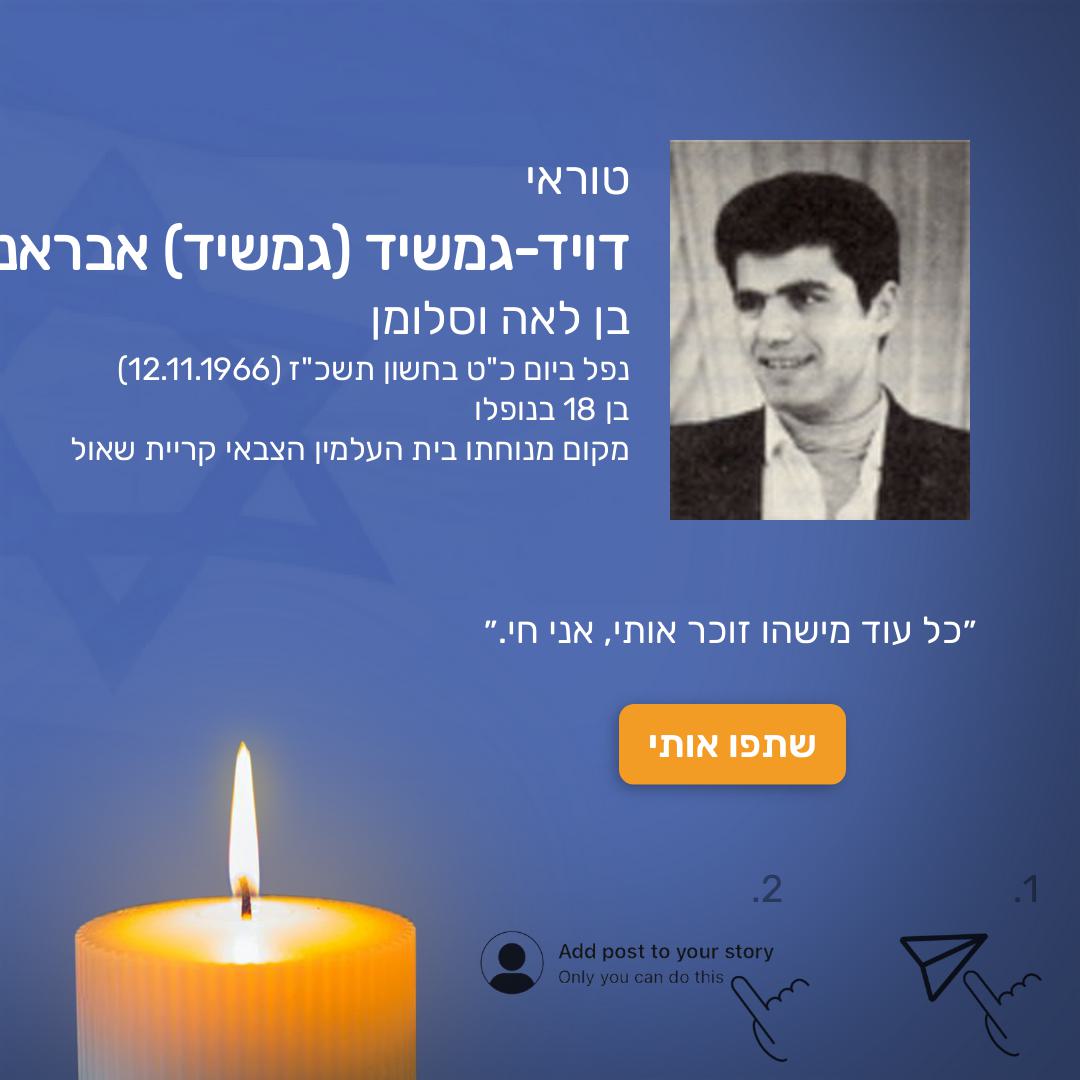 טוראי
דויד-גמשיד (גמשיד)
בן לאה וסלומן
נפל ביום כ"ט בחשון תשכ"ז (12.11.1966)
בן 18 בנופלו
מקום מנוחתו בית העלמין הצבאי קריית שאול
״כל עוד מישהו זוכר אותי, אני חי.״
שתפו אותי
.1
.2
Add post to your story
Only you can do this